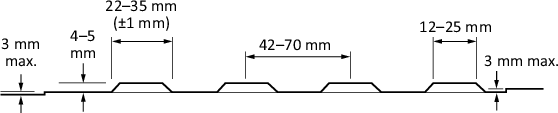 22–35 mm
(±1 mm)
4–5
mm
3 mm
max.
42–70 mm
12–25 mm
3 mm max.